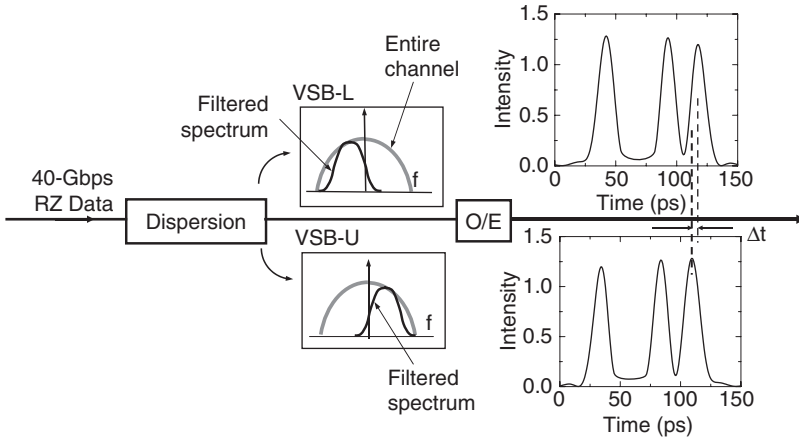 40-Gbps
RZ Data
Dispersion
VSB-L
Filtered
spectrum
Entire
channel
f
VSB-U
f
Filtered
spectrum
O/E
Intensity
1.5
1.0
0.5
0.0
0 50 100 150
Time (ps)
Δt
Intensity
1.5
1.0
0.5
0.0
0 50 100 150
Time (ps)